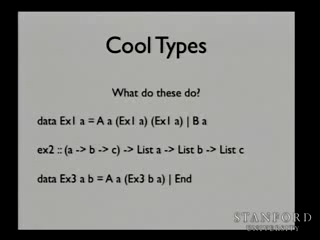 Cool Types
What do these do?
data Ex1 a = A a (Ex1 a) (Ex1 a) | B a
ex2 :: (a -> b -> c) -> List a -> List b -> List c
data Ex3 a b = A a (Ex3 b a) | End
STANFORD
UNIVERSITY